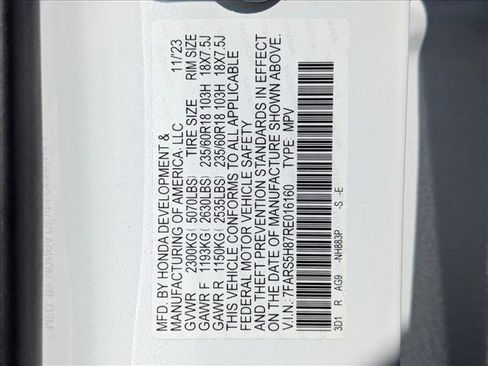 MFD. BY HONDA DEVELOPMENT &
MANUFACTURING OF AMERICA, LLC 11/23
GVWR 2300KG( 5070LBS) TIRE SIZE RIM SIZE
GAWR F 1193KG( 2630LBS) 235/60R18 103H 18X7.5J
GAWR R 1150KG( 2535LBS) 235/60R18 103H 18X7.5J
THIS VEHICLE CONFORMS TO ALL APPLICABLE
FEDERAL MOTOR VEHICLE SAFETY
AND THEFT PREVENTION STANDARDS IN EFFECT
ON THE DATE OF MANUFACTURE SHOWN ABOVE.
V.I.N.: 7FARS5H87RE016160 TYPE: MPV
3D1 R AG9 -NH883P -S -E